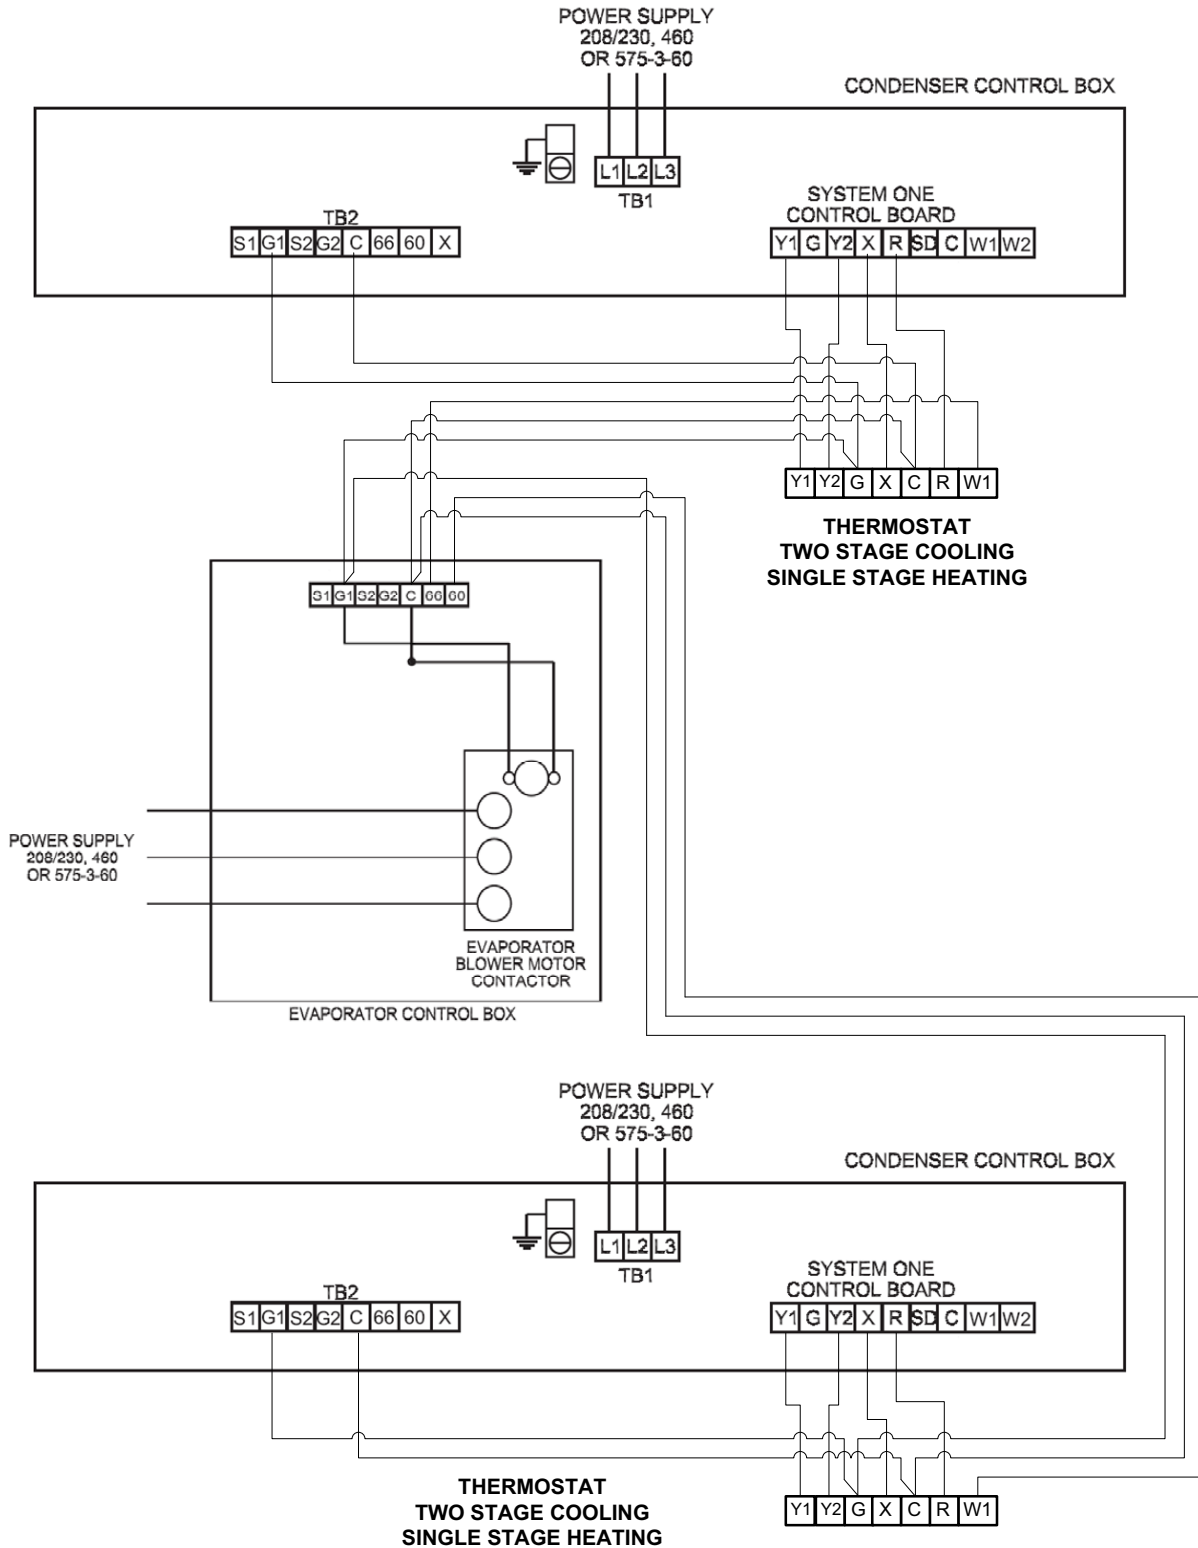 POWER SUPPLY
208/230, 460
OR 575-3-60
CONDENSER CONTROL BOX
L1 L2 L3
TB1
SYSTEM ONE
CONTROL BOARD
TB2
S1 G1 S2 G2 C 66 60 X
Y1 G Y2 X R SD C W1 W2
Y1 Y2 G X C R W1
THERMOSTAT
TWO STAGE COOLING
SINGLE STAGE HEATING
S1 G1 S2 G2 C 66 60
POWER SUPPLY
208/230, 460
OR 575-3-60
EVAPORATOR
BLOWER MOTOR
CONTACTOR
EVAPORATOR CONTROL BOX
POWER SUPPLY
208/230, 460
OR 575-3-60
CONDENSER CONTROL BOX
L1 L2 L3
TB1
SYSTEM ONE
CONTROL BOARD
TB2
S1 G1 S2 G2 C 66 60 X
Y1 G Y2 X R SD C W1 W2
THERMOSTAT
TWO STAGE COOLING
SINGLE STAGE HEATING
Y1 Y2 G X C R W1